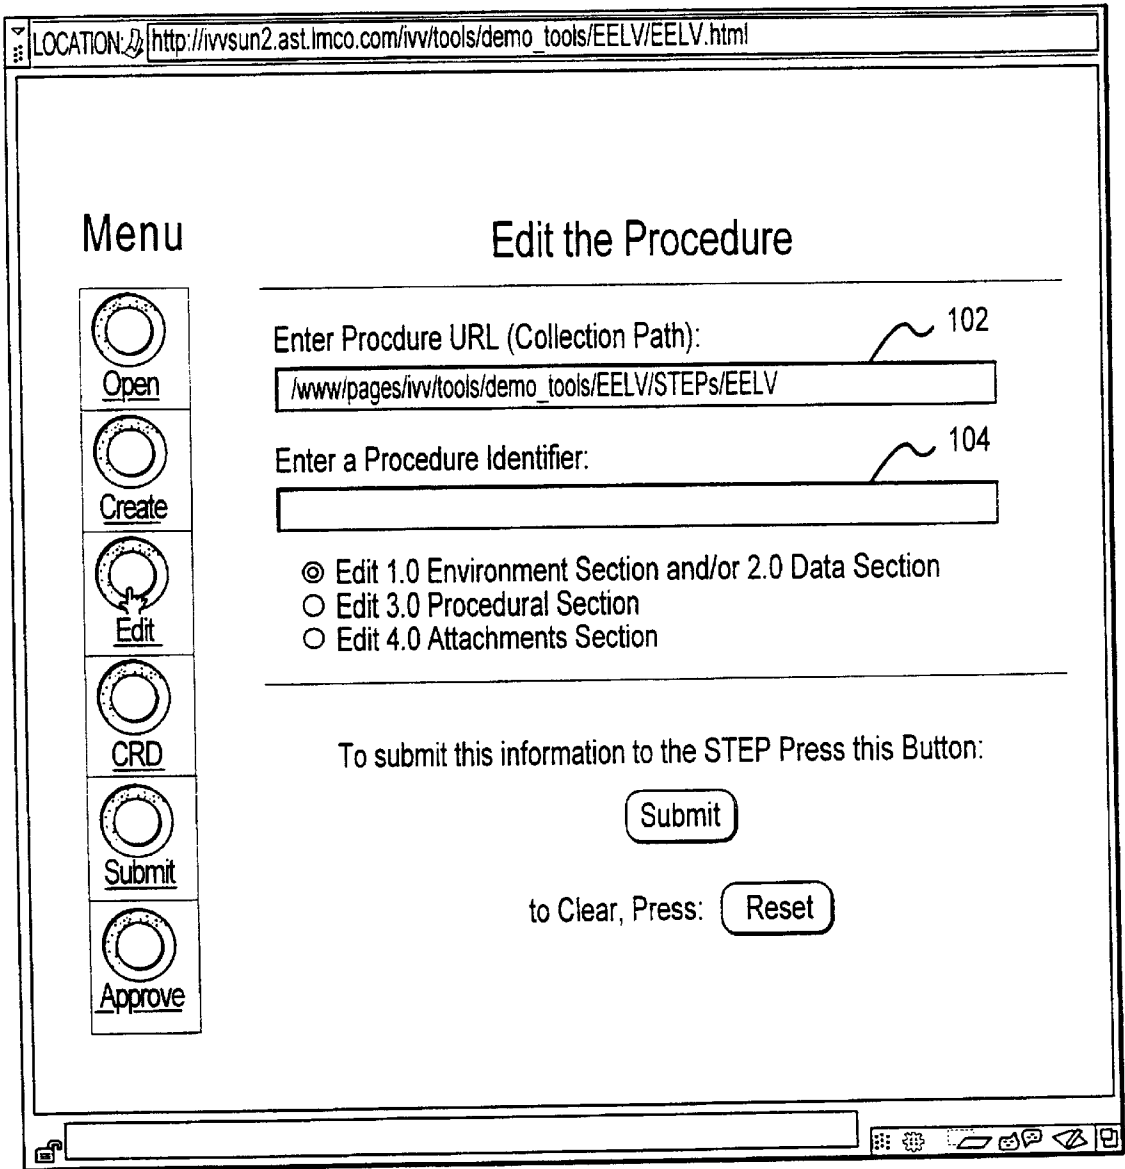 LOCATION: http://ivvsun2.ast.lmco.com/ivv/tools/demo_tools/EELV/EELV.html
Menu
Open
Create
Edit
CRD
Submit
Approve
Edit the Procedure
Enter Procdure URL (Collection Path):
102
/www/pages/ivv/tools/demo_tools/EELV/STEPs/EELV
Enter a Procedure Identifier:
104
Edit 1.0 Environment Section and/or 2.0 Data Section
Edit 3.0 Procedural Section
Edit 4.0 Attachments Section
To submit this information to the STEP Press this Button:
Submit
to Clear, Press: Reset